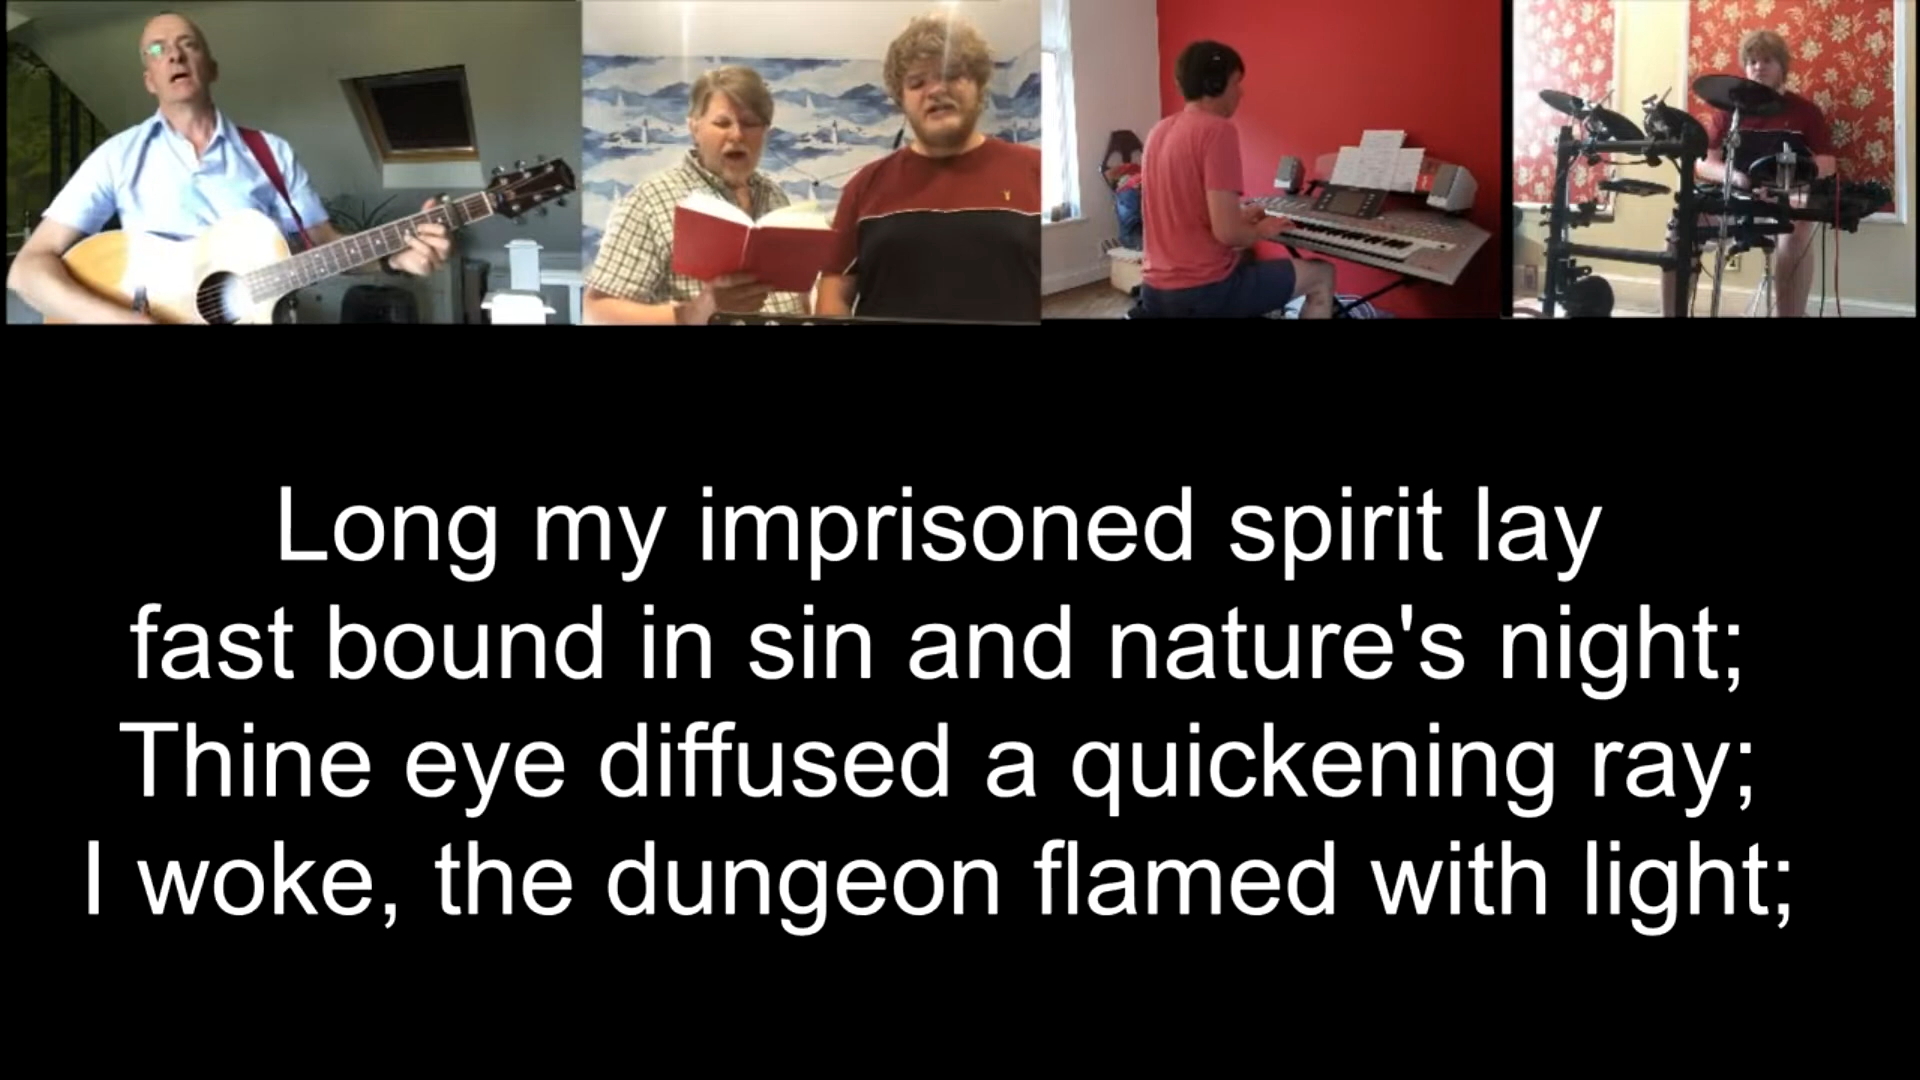 Long my imprisoned spirit lay
fast bound in sin and nature's night;
Thine eye diffused a quickening ray;
I woke, the dungeon flamed with light;